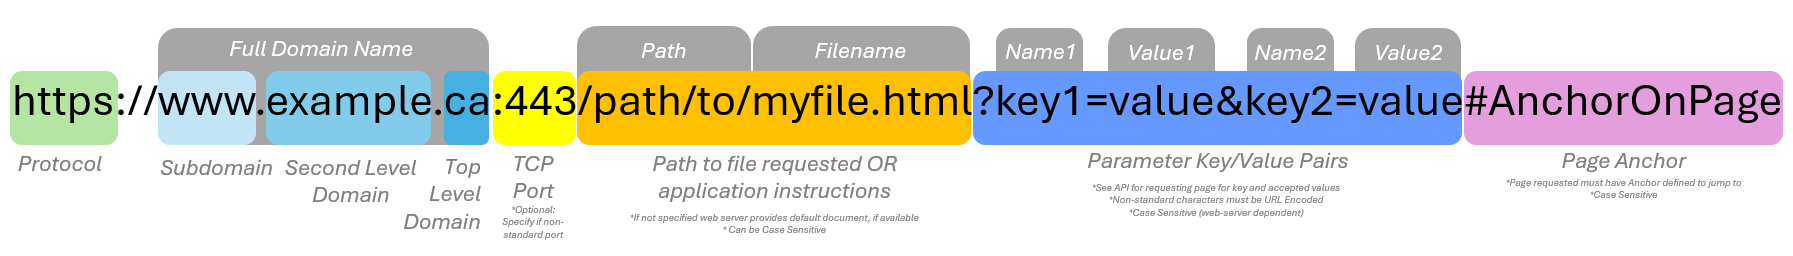 Full Domain Name
Path
Filename
Name1
Value1
Name2
Value2
https://www.example.ca:443/path/to/myfile.html?key1=value&key2=value#AnchorOnPage
Protocol
Subdomain
Second Level
Domain
Top
Level
Domain
TCP
Port
*Optional:
Specify if non-
standard port
Path to file requested OR
application instructions
*If not specified web server provides default document, if available
* Can be Case Sensitive
Parameter Key/Value Pairs
*See API for requesting page for key and accepted values
*Non-standard characters must be URL Encoded
*Case Sensitive (web-server dependent)
Page Anchor
*Page requested must have Anchor defined to jump to
*Case Sensitive